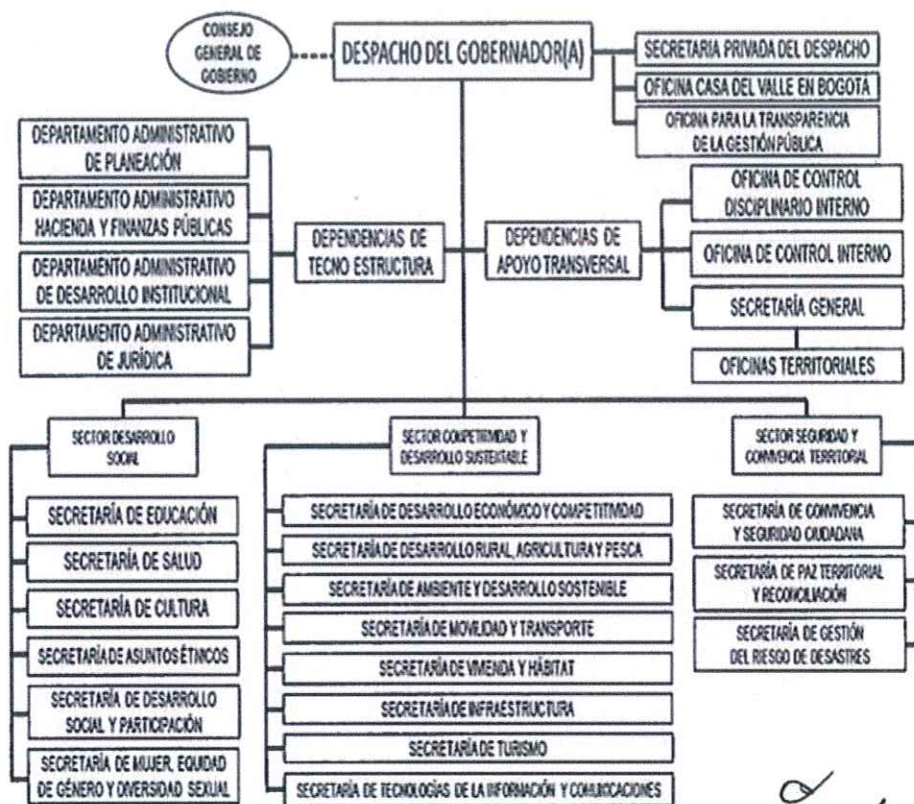 CONSEJO
GENERAL DE
GOBIERNO
DESPACHO DEL GOBERNADOR(A)
SECRETARÍA PRIVADA DEL DESPACHO
OFICINA CASA DEL VALLE EN BOGOTÁ
OFICINA PARA LA TRANSPARENCIA
DE LA GESTIÓN PÚBLICA
DEPARTAMENTO ADMINISTRATIVO
DE PLANEACIÓN
DEPARTAMENTO ADMINISTRATIVO
HACIENDA Y FINANZAS PÚBLICAS
DEPARTAMENTO ADMINISTRATIVO
DE DESARROLLO INSTITUCIONAL
DEPARTAMENTO ADMINISTRATIVO
DE JURÍDICA
DEPENDENCIAS DE
TECNO ESTRUCTURA
DEPENDENCIAS DE
APOYO TRANSVERSAL
OFICINA DE CONTROL
DISCIPLINARIO INTERNO
OFICINA DE CONTROL INTERNO
SECRETARÍA GENERAL
OFICINAS TERRITORIALES
SECTOR DESARROLLO
SOCIAL
SECRETARÍA DE EDUCACIÓN
SECRETARÍA DE SALUD
SECRETARÍA DE CULTURA
SECRETARÍA DE ASUNTOS ÉTNICOS
SECRETARÍA DE DESARROLLO
SOCIAL Y PARTICIPACIÓN
SECRETARÍA DE MUJER, EQUIDAD
DE GÉNERO Y DIVERSIDAD SEXUAL
SECTOR COMPETITIVIDAD Y
DESARROLLO SUSTENTABLE
SECRETARÍA DE DESARROLLO ECONÓMICO Y COMPETITIVIDAD
SECRETARÍA DE DESARROLLO RURAL, AGRICULTURA Y PESCA
SECRETARÍA DE AMBIENTE Y DESARROLLO SOSTENIBLE
SECRETARÍA DE MOVILIDAD Y TRANSPORTE
SECRETARÍA DE VIVIENDA Y HÁBITAT
SECRETARÍA DE INFRAESTRUCTURA
SECRETARÍA DE TURISMO
SECRETARÍA DE TECNOLOGÍAS DE LA INFORMACIÓN Y COMUNICACIONES
SECTOR SEGURIDAD Y
CONVIVENCIA TERRITORIAL
SECRETARÍA DE CONVIVENCIA
Y SEGURIDAD CIUDADANA
SECRETARÍA DE PAZ TERRITORIAL
Y RECONCILIACIÓN
SECRETARÍA DE GESTIÓN
DEL RIESGO DE DESASTRES